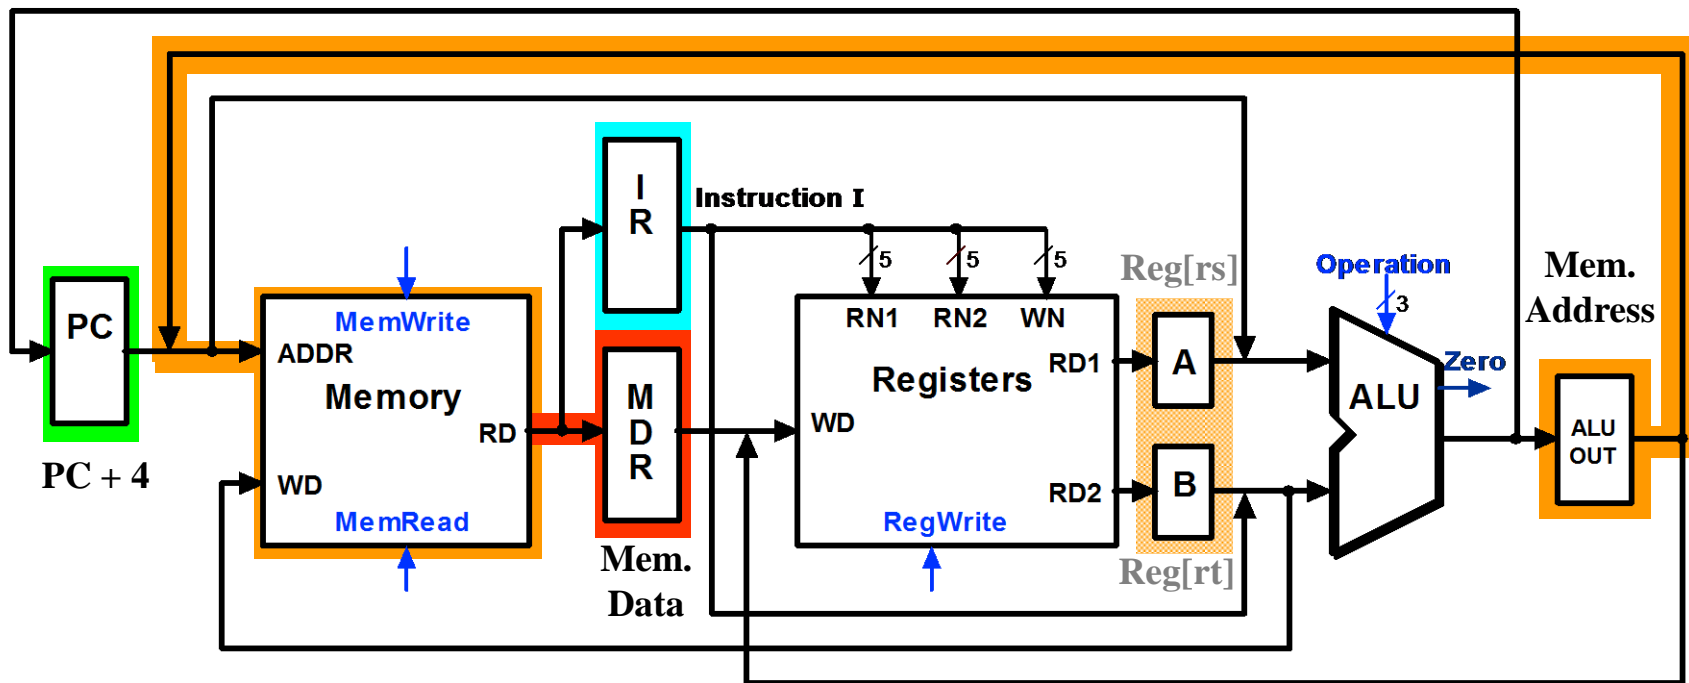 I
R
Instruction I
5
5
5
Reg[rs]
Operation
3
Mem.
Address
PC
MemWrite
ADDR
Memory
RD
WD
MemRead
PC + 4
M
D
R
Mem.
Data
RN1
RN2
WN
RD1
Registers
WD
RD2
RegWrite
A
B
Reg[rt]
Zero
ALU
ALU
OUT